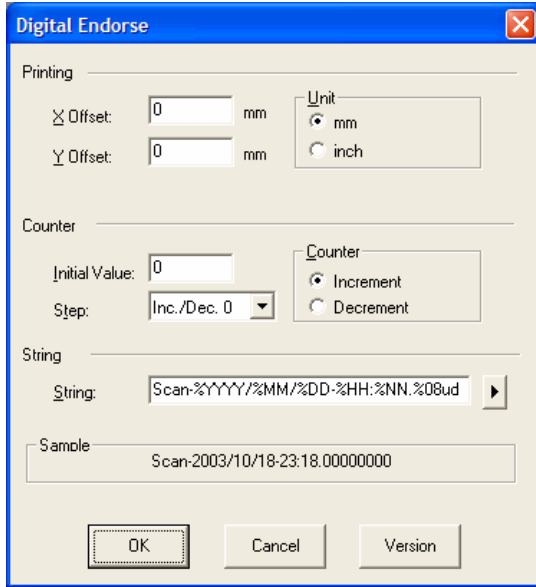 Digital Endorse
Printing
X Offset: 0 mm
Unit
mm
Y Offset: 0 mm
inch
Counter
Initial Value: 0
Counter
Increment
Step: Inc./Dec. 0
Decrement
String
String: Scan-%YYYY/%MM/%DD-%HH:%NN.%08ud
Sample
Scan-2003/10/18-23:18.00000000
OK Cancel Version